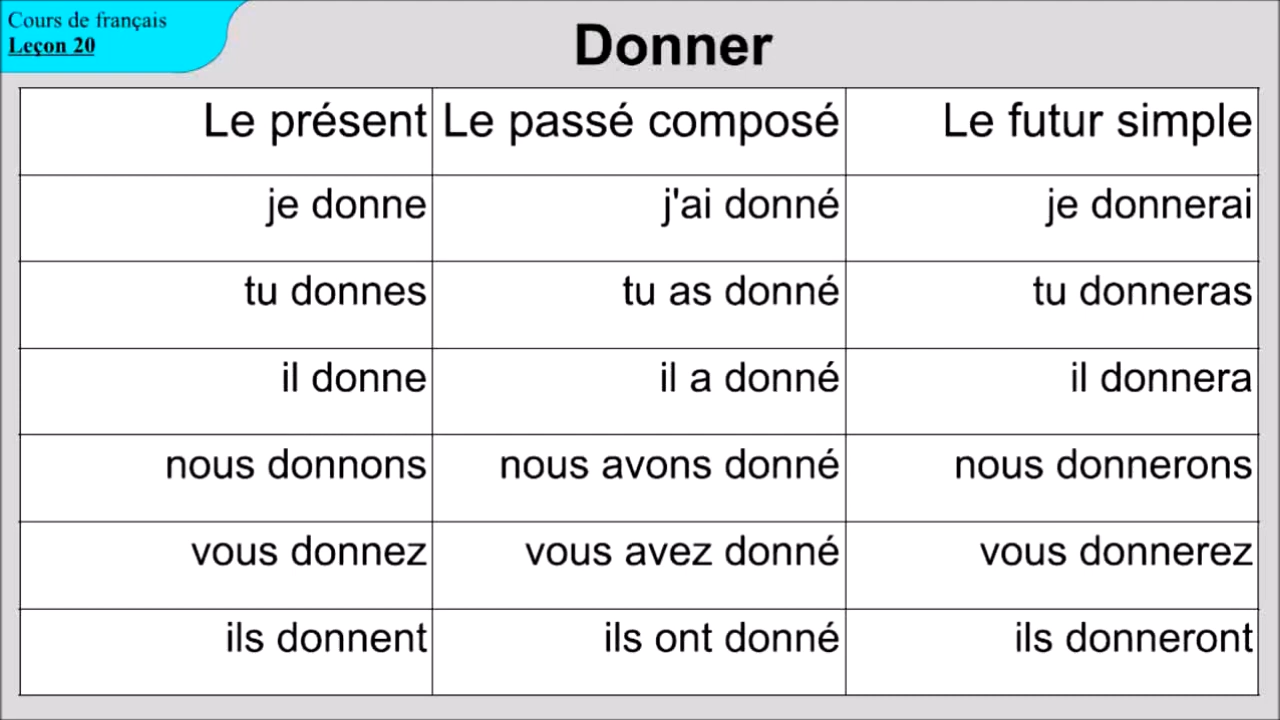 Cours de français
Leçon 20
Donner
Le présent Le passé composé Le futur simple
je donne j'ai donné je donnerai
tu donnes tu as donné tu donneras
il donne il a donné il donnera
nous donnons nous avons donné nous donnerons
vous donnez vous avez donné vous donnerez
ils donnent ils ont donné ils donneront